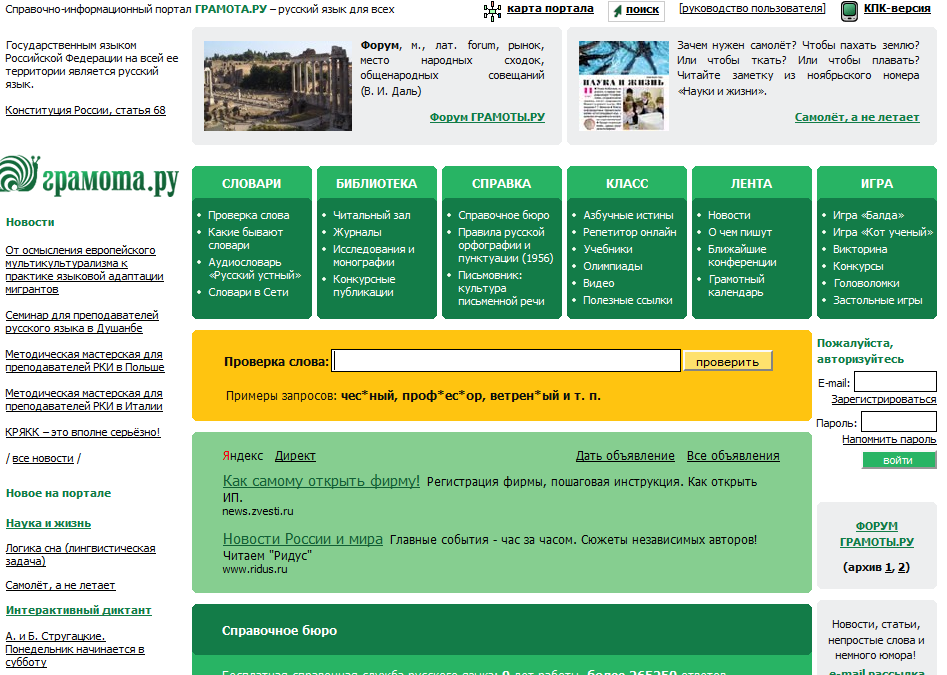 Справочно-информационный портал ГРАМОТА.РУ – русский язык для всех
карта портала
поиск
[руководство пользователя]
КПК-версия
Государственным языком
Российской Федерации на всей ее
территории является русский
язык.
Конституция России, статья 68
Форум, м., лат. forum, рынок,
место народных сходок,
общенародных совещаний
(В. И. Даль)
Форум ГРАМОТЫ.РУ
НАУКА И ЖИЗНЬ
Зачем нужен самолёт? Чтобы пахать землю?
Или чтобы ткать? Или чтобы плавать?
Читайте заметку из ноябрьского номера
«Науки и жизни».
Самолёт, а не летает
грамота.ру
Новости
От осмысления европейского
мультикультурализма к
практике языковой адаптации
мигрантов
Семинар для преподавателей
русского языка в Душанбе
Методическая мастерская для
преподавателей РКИ в Польше
Методическая мастерская для
преподавателей РКИ в Италии
КРЯКК – это вполне серьёзно!
/ все новости /
Новое на портале
Наука и жизнь
Логика сна (лингвистическая
задача)
Самолёт, а не летает
Интерактивный диктант
А. и Б. Стругацкие.
Понедельник начинается в
субботу
СЛОВАРИ
Проверка слова
Какие бывают
словари
Аудиословарь
«Русский устный»
Словари в Сети
БИБЛИОТЕКА
Читальный зал
Журналы
Исследования и
монографии
Конкурсные
публикации
СПРАВКА
Справочное бюро
Правила русской
орфографии и
пунктуации (1956)
Письмовник:
культура
письменной речи
КЛАСС
Азбучные истины
Репетитор онлайн
Учебники
Олимпиады
Видео
Полезные ссылки
ЛЕНТА
Новости
О чем пишут
Ближайшие
конференции
Грамотный
календарь
ИГРА
Игра «Балда»
Игра «Кот ученый»
Викторина
Конкурсы
Головоломки
Застольные игры
Проверка слова:
проверить
Примеры запросов: чес*ный, проф*ес*ор, ветрен*ый и т. п.
Яндекс Директ
Дать объявление Все объявления
Как самому открыть фирму! Регистрация фирмы, пошаговая инструкция. Как открыть
ИП.
news.zvesti.ru
Новости России и мира Главные события - час за часом. Сюжеты независимых авторов!
Читаем "Ридус"
www.ridus.ru
Справочное бюро
Бесплатная справочная служба русского языка: 9 лет работы, более 265250 ответов
Пожалуйста,
авторизуйтесь
E-mail:
Зарегистрироваться
Пароль:
Напомнить пароль
войти
ФОРУМ
ГРАМОТЫ.РУ
(архив 1, 2)
Новости, статьи,
непростые слова и
немного юмора!
e-mail рассылка